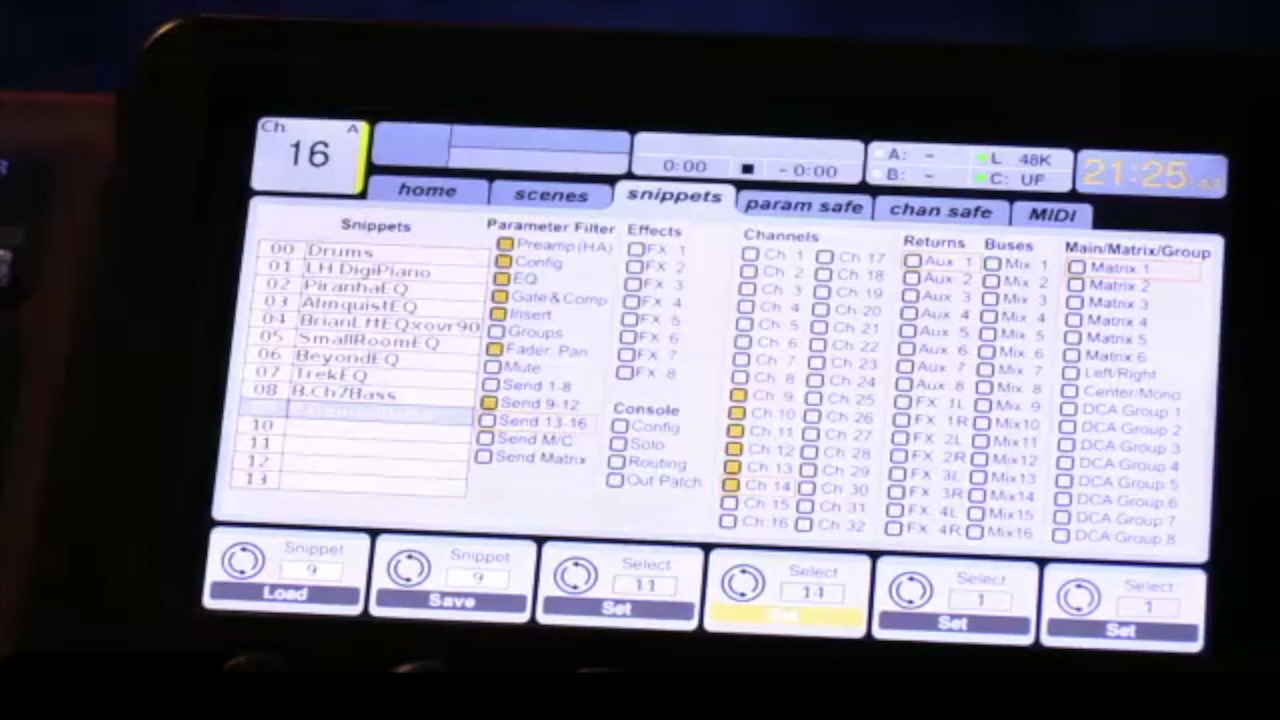 Ch A
16
0:00 - 0:00
A: - L 48K
B: - C: UF
21:25
home scenes snippets param safe chan safe MIDI
Snippets
00 Drums
01 LH DigiPiano
02 PiranhaEQ
03 AlmquistEQ
04 BrianLHEQxovr90
05 SmallRoomEQ
06 BeyondEQ
07 TrekEQ
08 B.Ch7/Bass
10
11
12
13
Parameter Filter
Preamp(HA)
Config
EQ
Gate&Comp
Insert
Groups
Fader, Pan
Mute
Send 1-8
Send 9-12
Send 13-16
Send M/C
Send Matrix
Effects
FX 1
FX 2
FX 3
FX 4
FX 5
FX 6
FX 7
FX 8
Console
Config
Solo
Routing
Out Patch
Channels
Ch 1 Ch 17
Ch 2 Ch 18
Ch 3 Ch 19
Ch 4 Ch 20
Ch 5 Ch 21
Ch 6 Ch 22
Ch 7 Ch 23
Ch 8 Ch 24
Ch 9 Ch 25
Ch 10 Ch 26
Ch 11 Ch 27
Ch 12 Ch 28
Ch 13 Ch 29
Ch 14 Ch 30
Ch 15 Ch 31
Ch 16 Ch 32
Returns
Aux 1
Aux 2
Aux 3
Aux 4
Aux 5
Aux 6
Aux 7
Aux 8
FX 1L
FX 1R
FX 2L
FX 2R
FX 3L
FX 3R
FX 4L
FX 4R
Buses
Mix 1
Mix 2
Mix 3
Mix 4
Mix 5
Mix 6
Mix 7
Mix 8
Mix 9
Mix10
Mix11
Mix12
Mix13
Mix14
Mix15
Mix16
Main/Matrix/Group
Matrix 1
Matrix 2
Matrix 3
Matrix 4
Matrix 5
Matrix 6
Left/Right
Center/Mono
DCA Group 1
DCA Group 2
DCA Group 3
DCA Group 4
DCA Group 5
DCA Group 6
DCA Group 7
DCA Group 8
Snippet
9
Load
Snippet
9
Save
Select
11
Set
Select
14
Select
1
Set
Select
1
Set